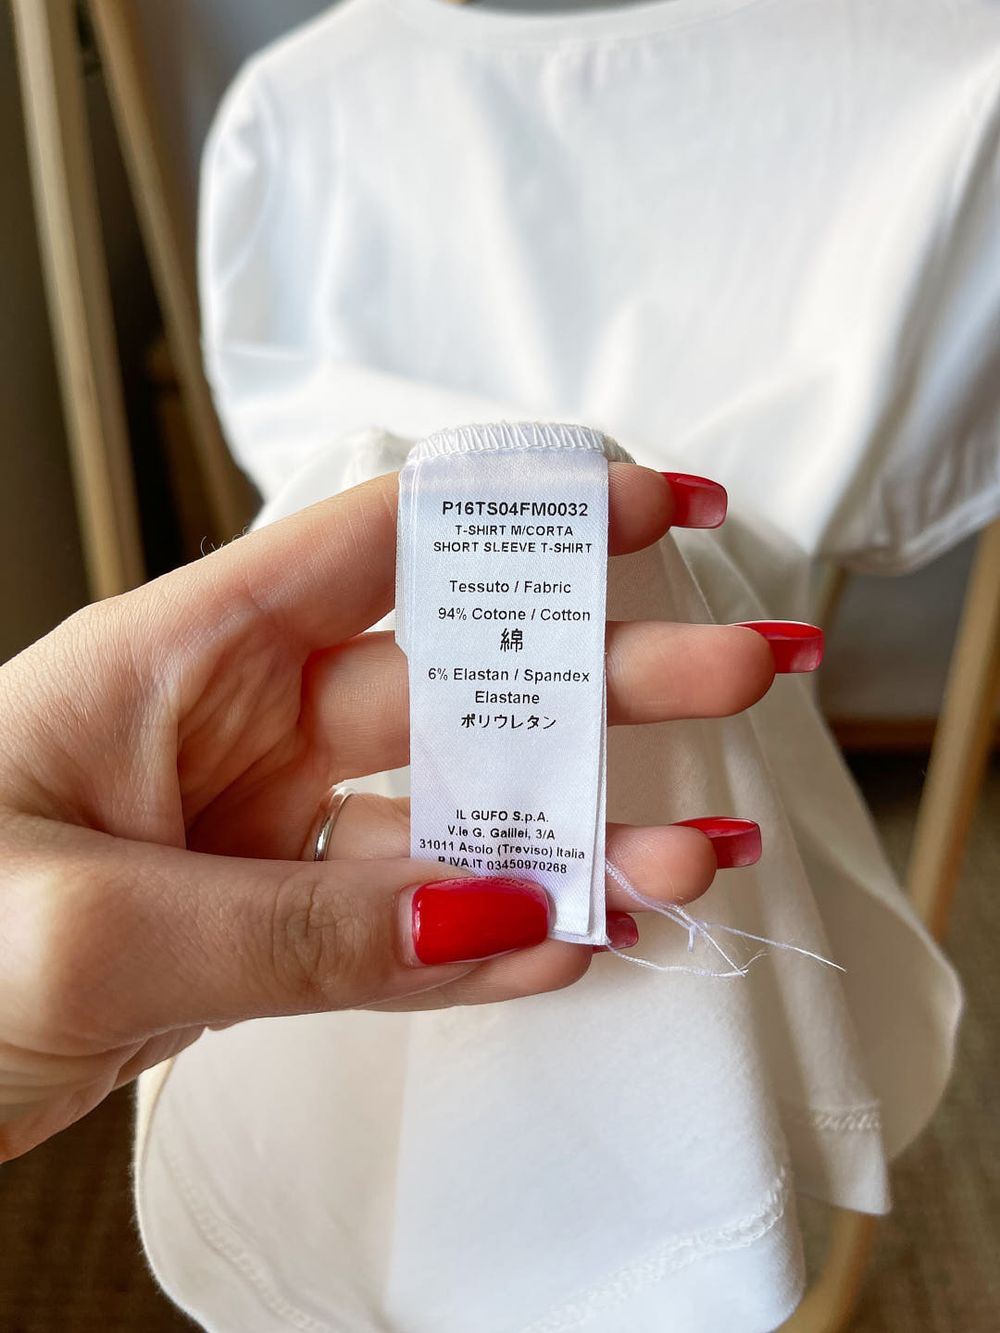 P16TS04FM0032
T-SHIRT M/CORTA
SHORT SLEEVE T-SHIRT
Tessuto / Fabric
94% Cotone / Cotton
綿
6% Elastan / Spandex
Elastane
ポリウレタン
IL GUFO S.p.A.
V.le G. Galilei, 3/A
31011 Asolo (Treviso) Italia
P.IVA.IT 03450970268